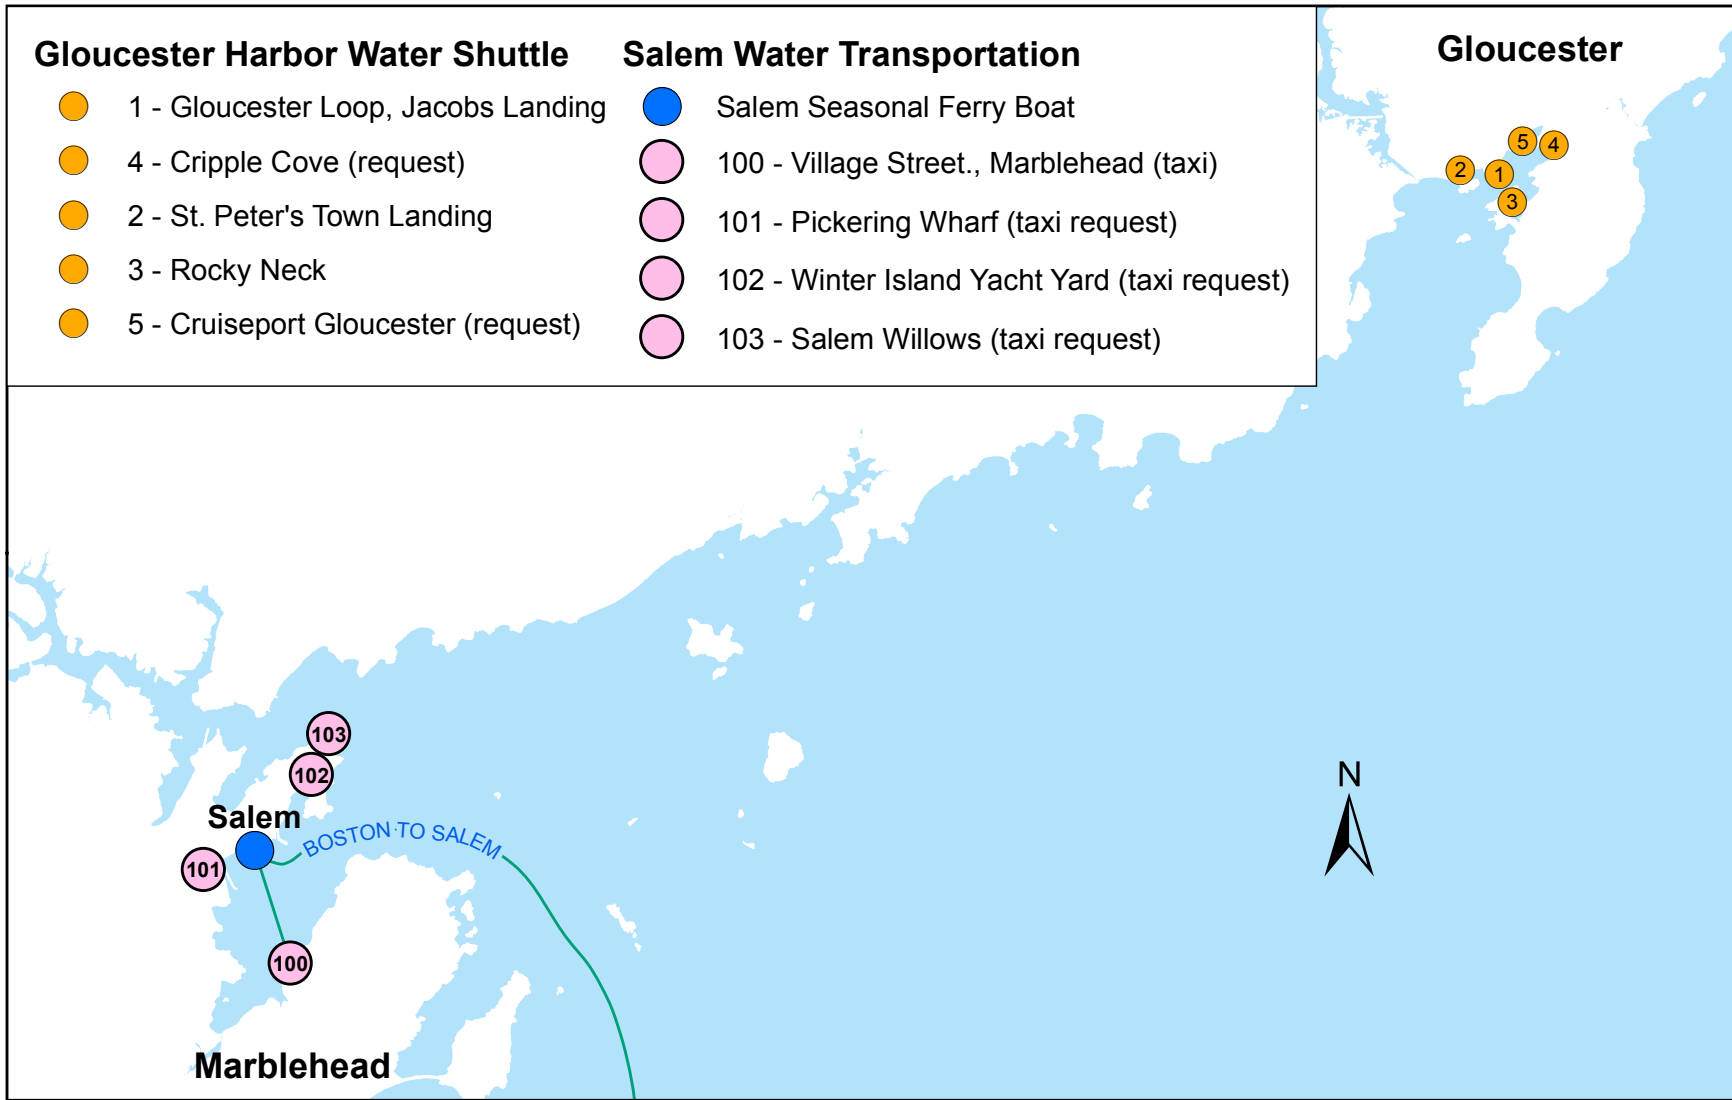 Gloucester Harbor Water Shuttle
1 - Gloucester Loop, Jacobs Landing
4 - Cripple Cove (request)
2 - St. Peter's Town Landing
3 - Rocky Neck
5 - Cruiseport Gloucester (request)
Salem Water Transportation
Salem Seasonal Ferry Boat
100 - Village Street., Marblehead (taxi)
101 - Pickering Wharf (taxi request)
102 - Winter Island Yacht Yard (taxi request)
103 - Salem Willows (taxi request)
Gloucester
5
4
2
1
3
103
102
Salem
BOSTON TO SALEM
101
100
Marblehead
N